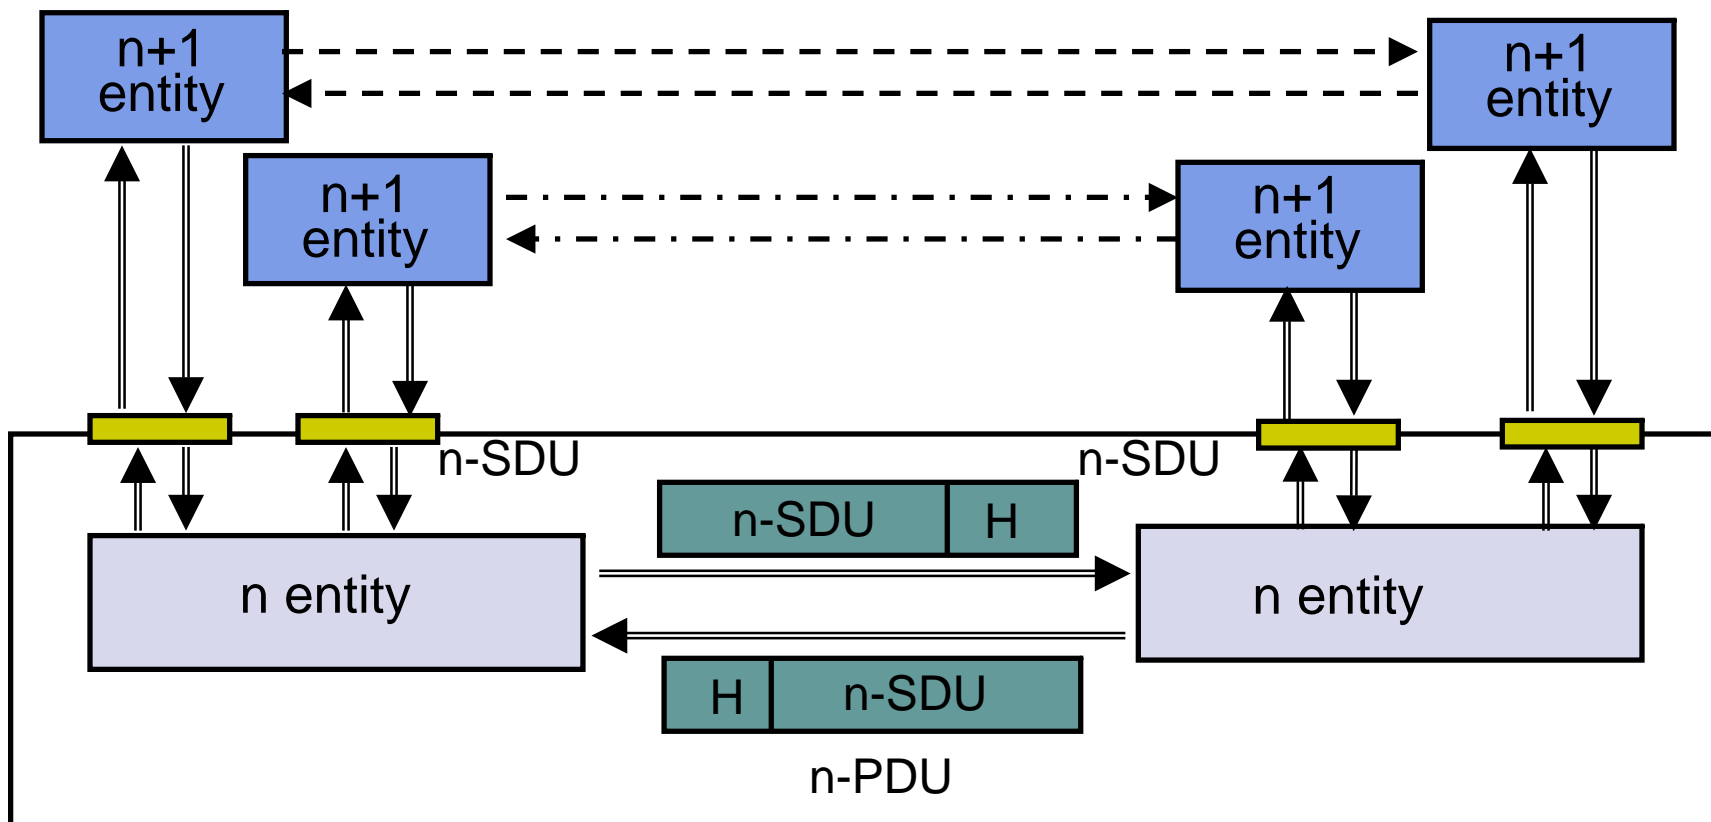 n+1
entity
n+1
entity
n+1
entity
n+1
entity
n-SDU
n-SDU
n-SDU H
n entity
n entity
H n-SDU
n-PDU